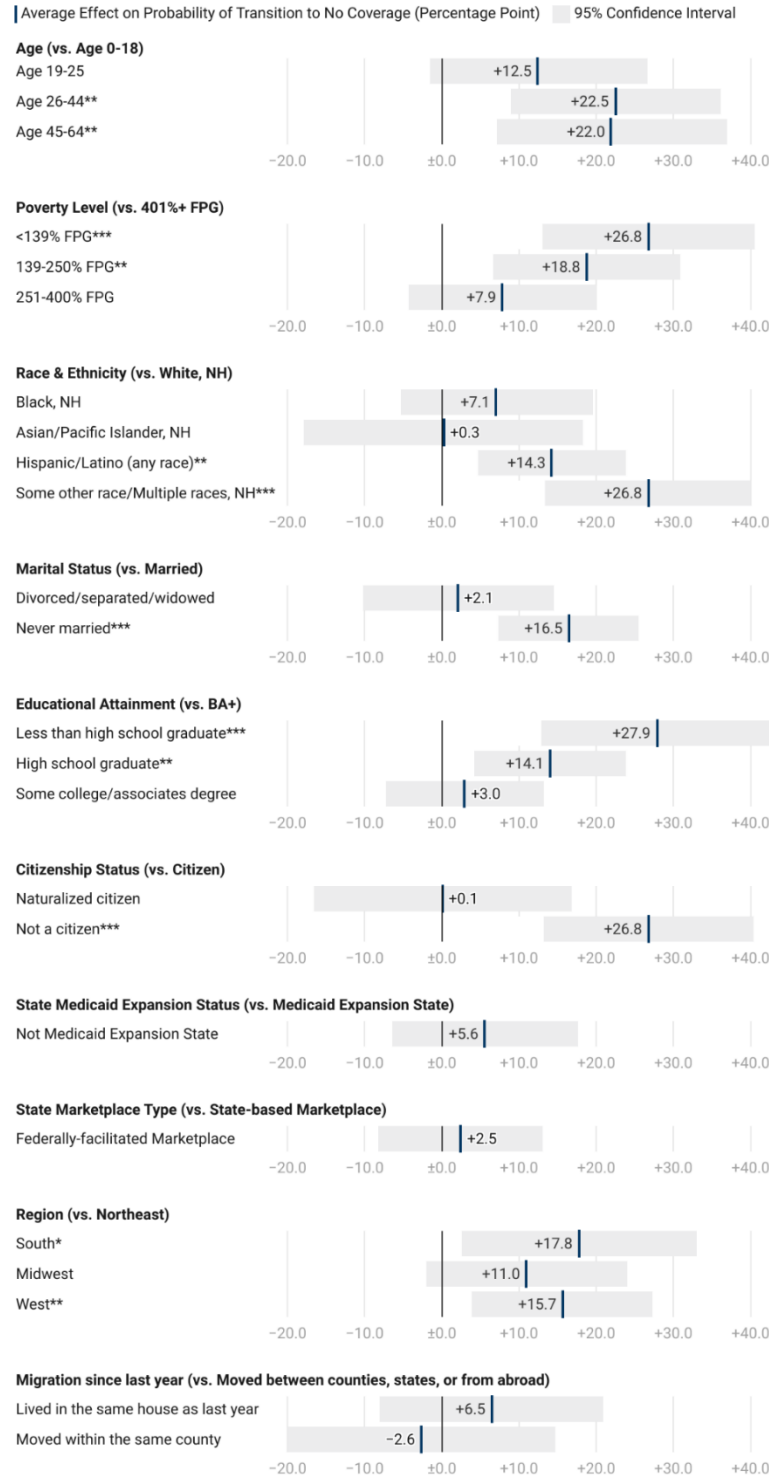 Average Effect on Probability of Transition to No Coverage (Percentage Point) 95% Confidence Interval
Age (vs. Age 0-18)
Age 19-25 +12.5
Age 26-44** +22.5
Age 45-64** +22.0
−20.0 −10.0 ±0.0 +10.0 +20.0 +30.0 +40.0
Poverty Level (vs. 401%+ FPG)
<139% FPG*** +26.8
139-250% FPG** +18.8
251-400% FPG +7.9
−20.0 −10.0 ±0.0 +10.0 +20.0 +30.0 +40.0
Race & Ethnicity (vs. White, NH)
Black, NH +7.1
Asian/Pacific Islander, NH +0.3
Hispanic/Latino (any race)** +14.3
Some other race/Multiple races, NH*** +26.8
−20.0 −10.0 ±0.0 +10.0 +20.0 +30.0 +40.0
Marital Status (vs. Married)
Divorced/separated/widowed +2.1
Never married*** +16.5
−20.0 −10.0 ±0.0 +10.0 +20.0 +30.0 +40.0
Educational Attainment (vs. BA+)
Less than high school graduate*** +27.9
High school graduate** +14.1
Some college/associates degree +3.0
−20.0 −10.0 ±0.0 +10.0 +20.0 +30.0 +40.0
Citizenship Status (vs. Citizen)
Naturalized citizen +0.1
Not a citizen*** +26.8
−20.0 −10.0 ±0.0 +10.0 +20.0 +30.0 +40.0
State Medicaid Expansion Status (vs. Medicaid Expansion State)
Not Medicaid Expansion State +5.6
−20.0 −10.0 ±0.0 +10.0 +20.0 +30.0 +40.0
State Marketplace Type (vs. State-based Marketplace)
Federally-facilitated Marketplace +2.5
−20.0 −10.0 ±0.0 +10.0 +20.0 +30.0 +40.0
Region (vs. Northeast)
South* +17.8
Midwest +11.0
West** +15.7
−20.0 −10.0 ±0.0 +10.0 +20.0 +30.0 +40.0
Migration since last year (vs. Moved between counties, states, or from abroad)
Lived in the same house as last year +6.5
Moved within the same county −2.6
−20.0 −10.0 ±0.0 +10.0 +20.0 +30.0 +40.0